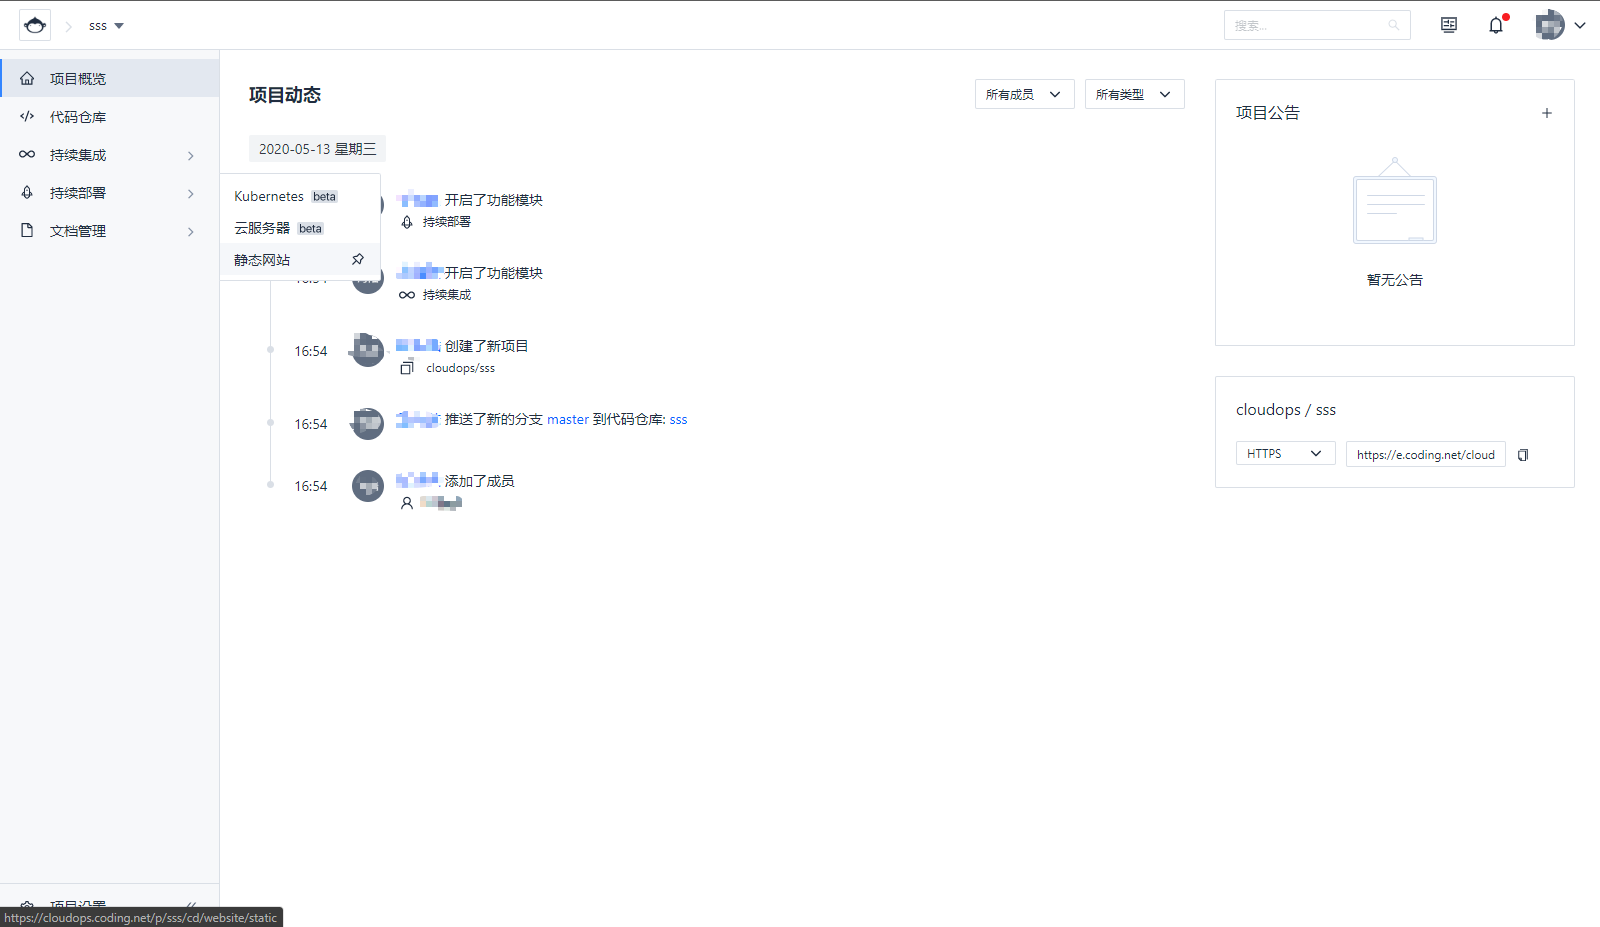 sss
搜索...
项目概览
代码仓库
持续集成
持续部署
文档管理
Kubernetes beta
云服务器 beta
静态网站
项目动态
所有成员
所有类型
2020-05-13 星期三
开启了功能模块
持续部署
开启了功能模块
持续集成
16:54
创建了新项目
cloudops/sss
16:54
推送了新的分支 master 到代码仓库: sss
16:54
添加了成员
项目公告
暂无公告
cloudops / sss
HTTPS
https://e.coding.net/cloud
项目设置
https://cloudops.coding.net/p/sss/cd/website/static